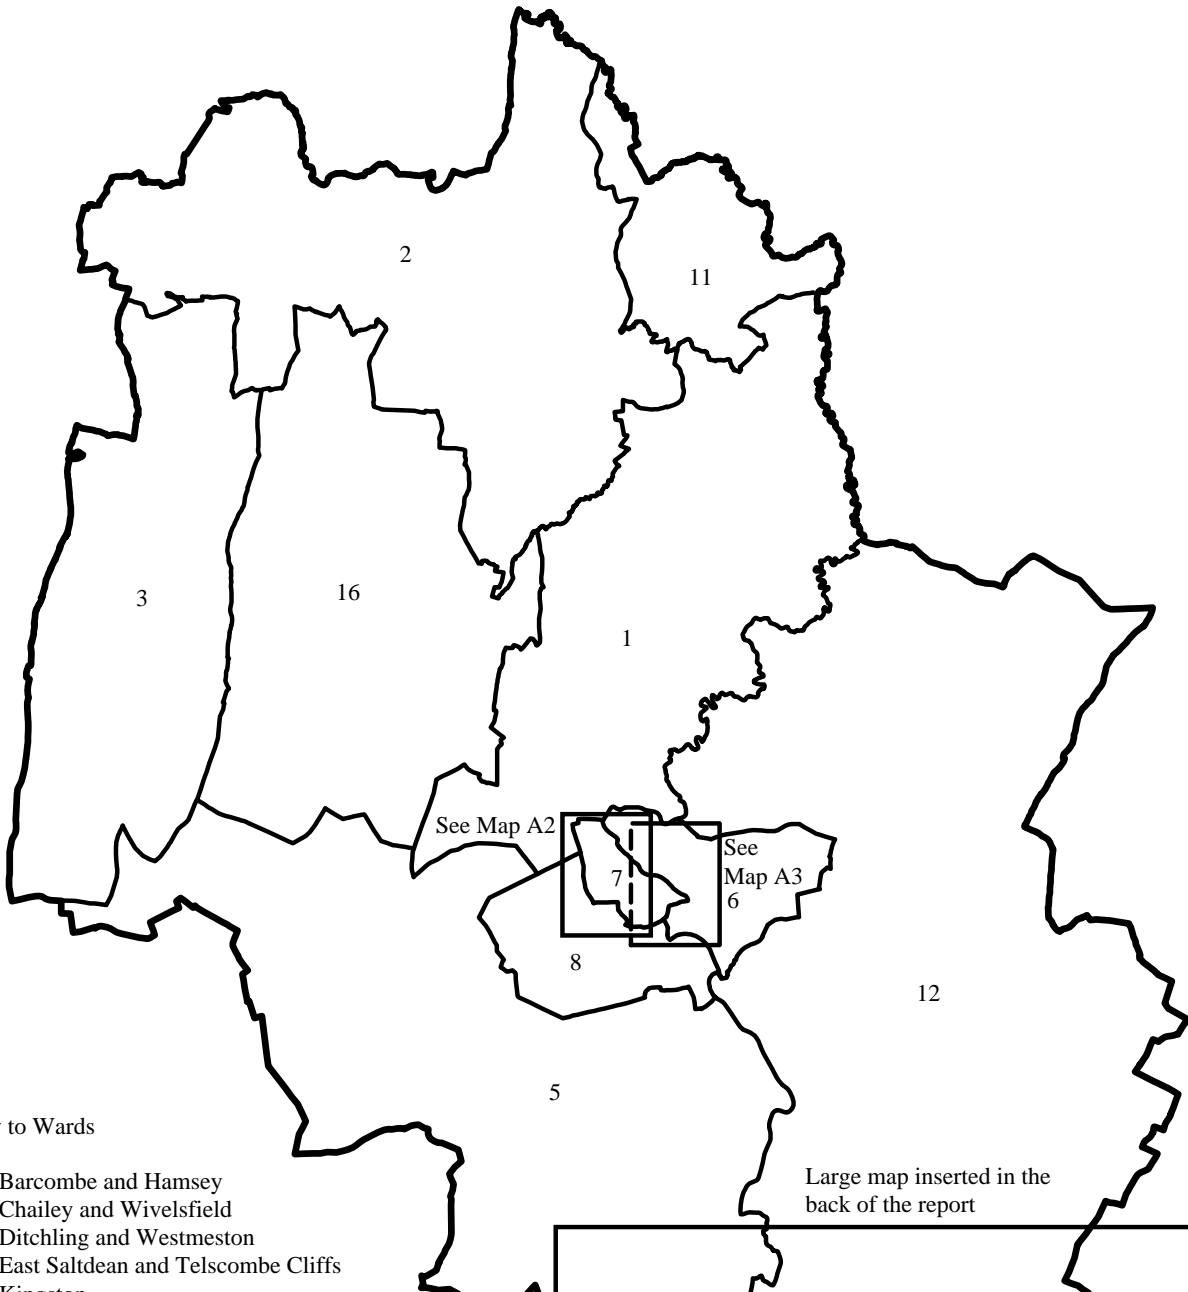 2
11
3
16
1
See Map A2
See
Map A3
7
6
8
12
5
to Wards
Barcombe and Hamsey
Chailey and Wivelsfield
Ditchling and Westmeston
East Saltdean and Telscombe Cliffs
Kingston
Large map inserted in the
back of the report